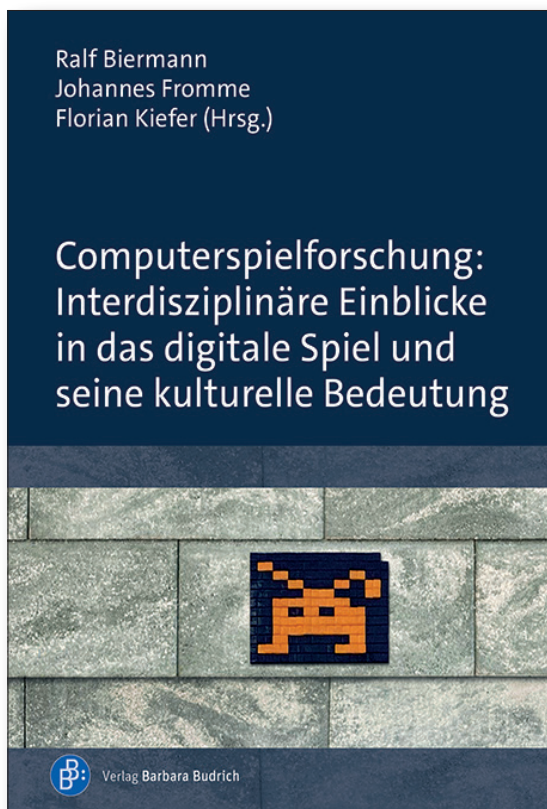 Ralf Biermann
Johannes Fromme
Florian Kiefer (Hrsg.)
Computerspielforschung:
Interdisziplinäre Einblicke
in das digitale Spiel und
seine kulturelle Bedeutung
BB:
Verlag Barbara Budrich